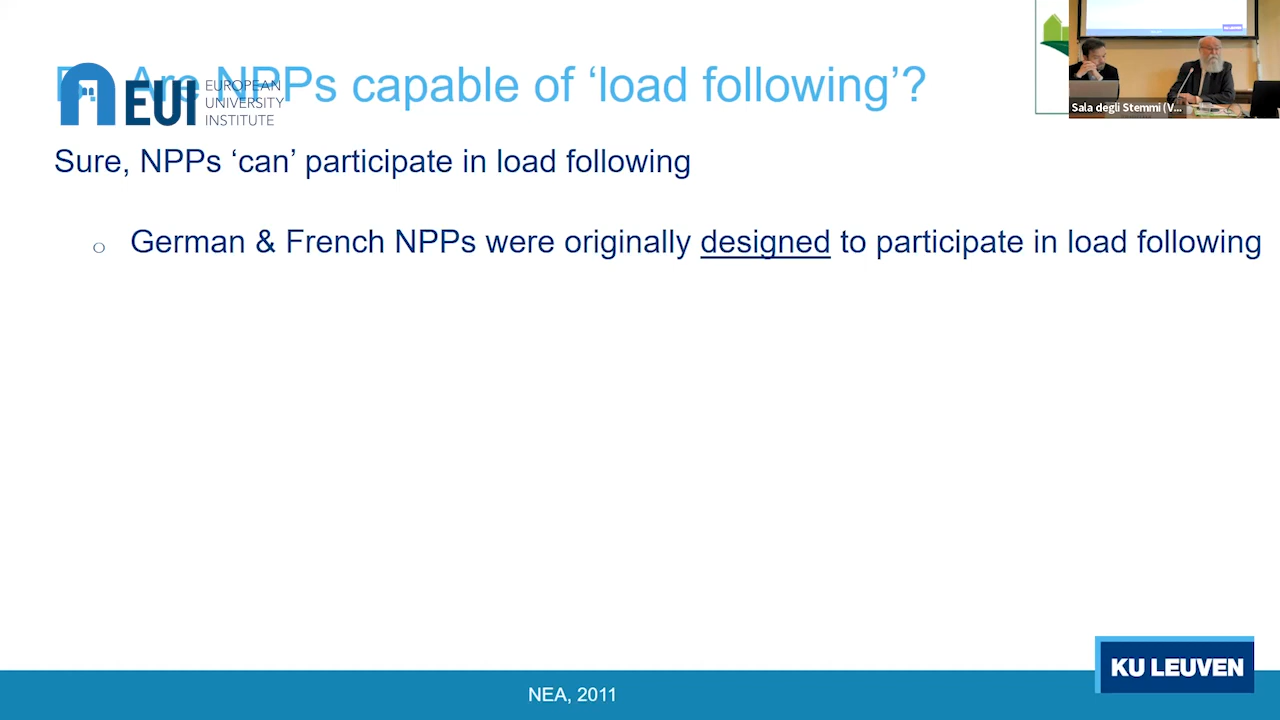 Are NPPs capable of ‘load following’?
EUI
EUROPEAN
UNIVERSITY
INSTITUTE
Sala degli Stemmi (V...
Sure, NPPs ‘can’ participate in load following
German & French NPPs were originally designed to participate in load following
KU LEUVEN
NEA, 2011